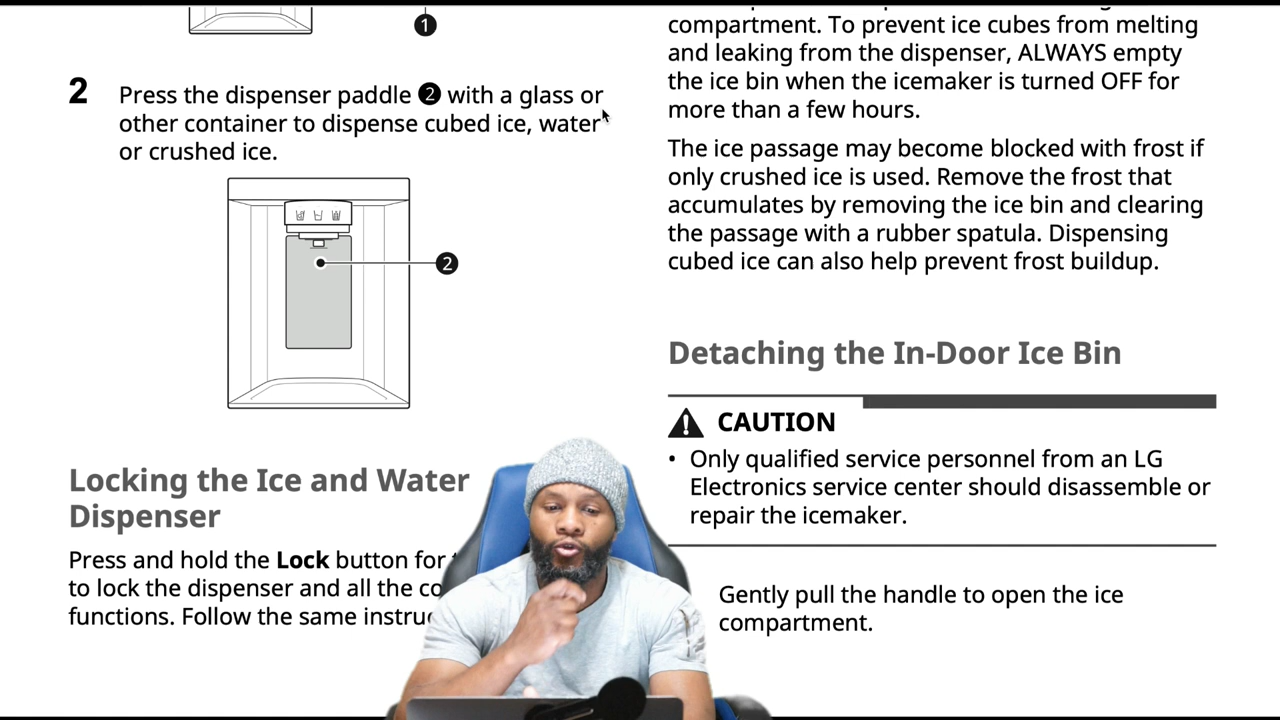 1
2
Press the dispenser paddle 2 with a glass or
other container to dispense cubed ice, water
or crushed ice.
2
Locking the Ice and Water
Dispenser
Press and hold the Lock button for
to lock the dispenser and all the
functions. Follow the same
compartment. To prevent ice cubes from melting
and leaking from the dispenser, ALWAYS empty
the ice bin when the icemaker is turned OFF for
more than a few hours.
The ice passage may become blocked with frost if
only crushed ice is used. Remove the frost that
accumulates by removing the ice bin and clearing
the passage with a rubber spatula. Dispensing
cubed ice can also help prevent frost buildup.
Detaching the In-Door Ice Bin
CAUTION
• Only qualified service personnel from an LG
Electronics service center should disassemble or
repair the icemaker.
Gently pull the handle to open the ice
compartment.